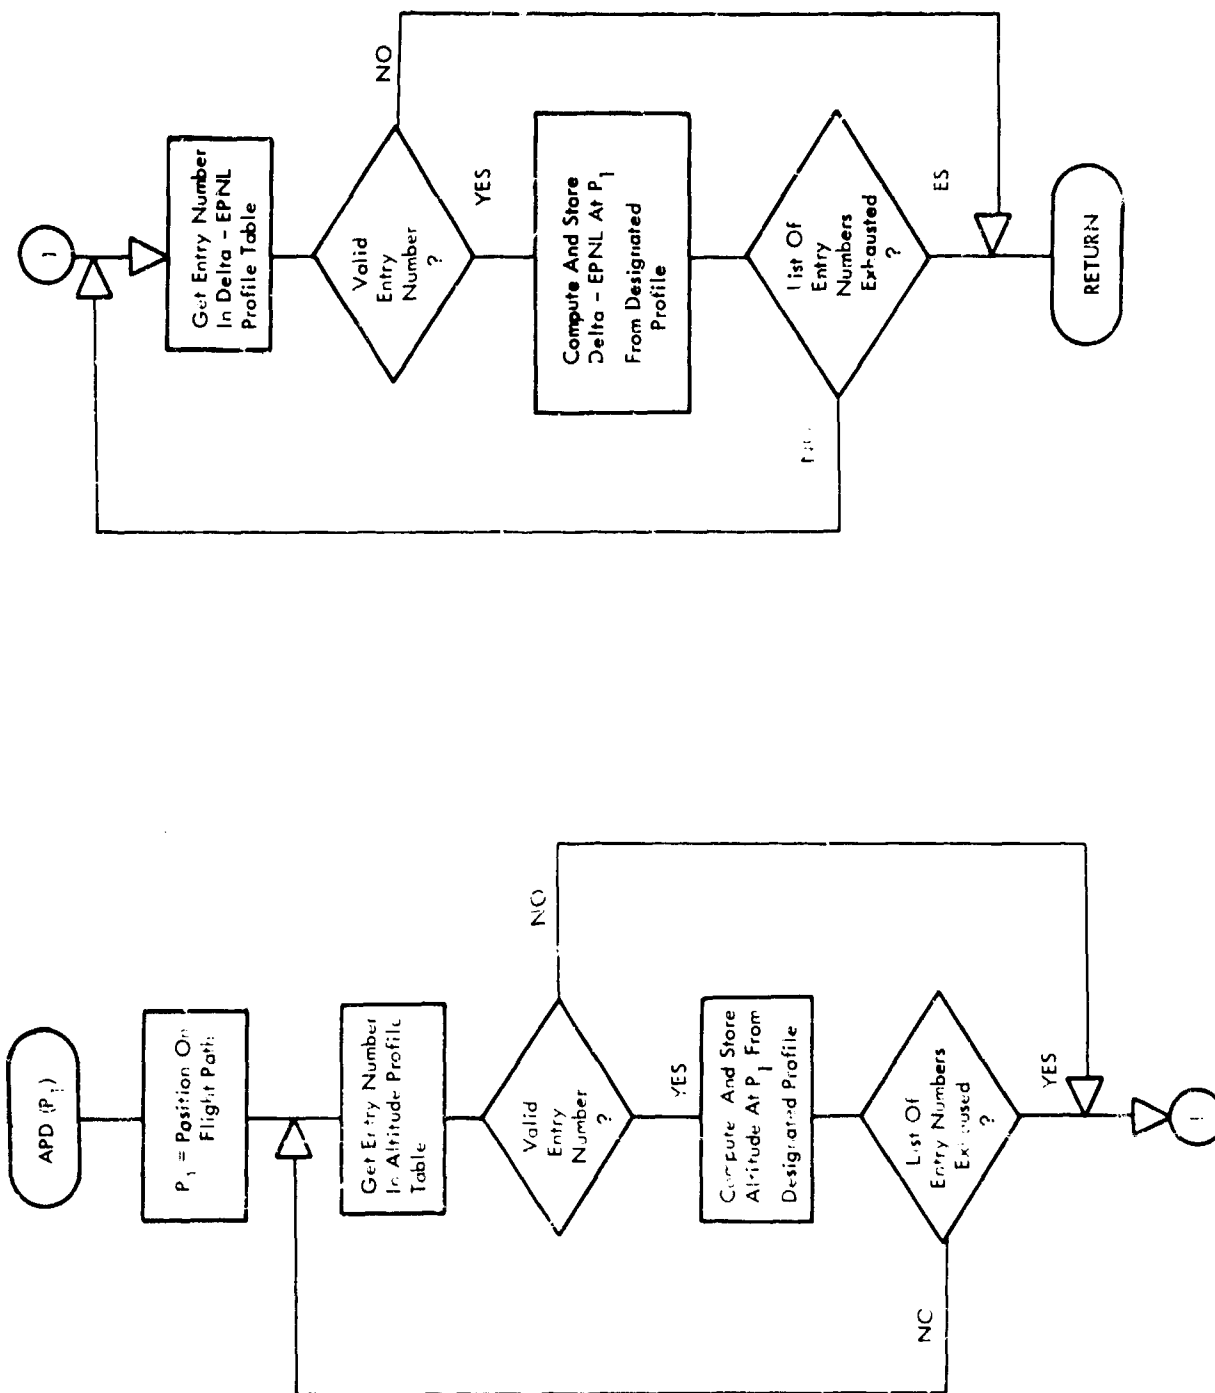 APD (P1)
P1 = Position On
Flight Path
Get Entry Number
In Altitude Profile
Table
Valid
Entry
Number
?
NO
YES
Compute And Store
Altitude At P1 From
Designated Profile
List Of
Entry Numbers
?
YES
1
1
Get Entry Number
In Delta - EPNL
Profile Table
Valid
Entry
Number
?
NO
YES
Compute And Store
Delta - EPNL At P1
From Designated
Profile
List Of
Entry
Numbers
Exhausted
?
ES
RETURN